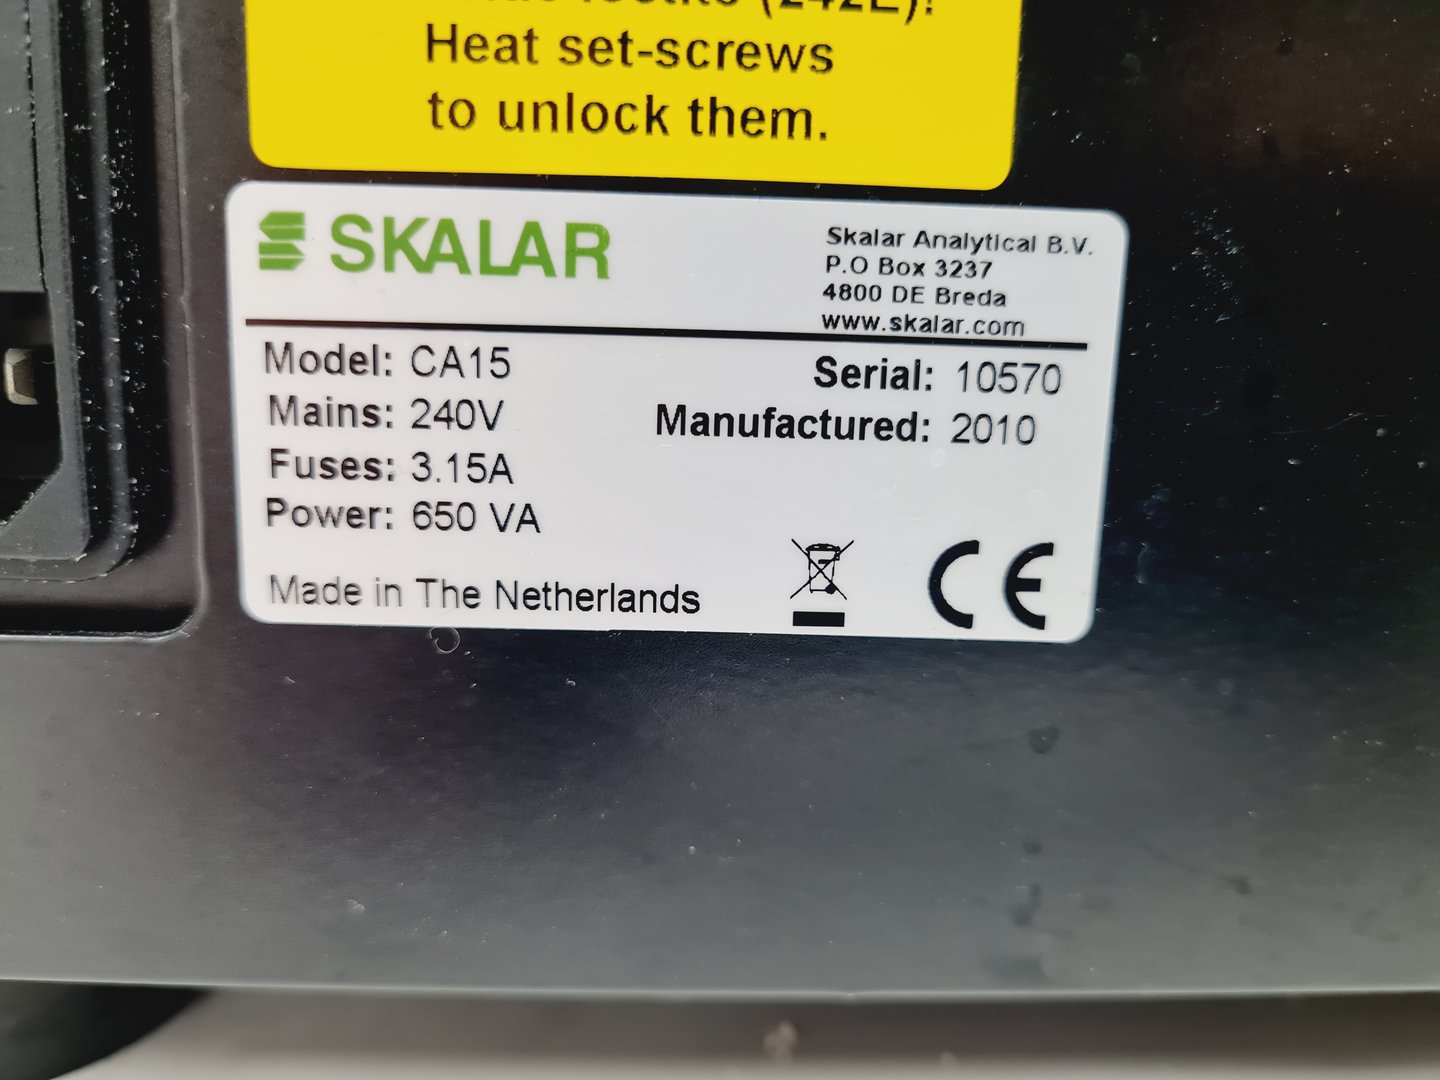 (242E)!
Heat set-screws
to unlock them.
SKALAR
Skalar Analytical B.V.
P.O Box 3237
4800 DE Breda
www.skalar.com
Model: CA15
Mains: 240V
Fuses: 3.15A
Power: 650 VA
Serial: 10570
Manufactured: 2010
Made in The Netherlands
CE